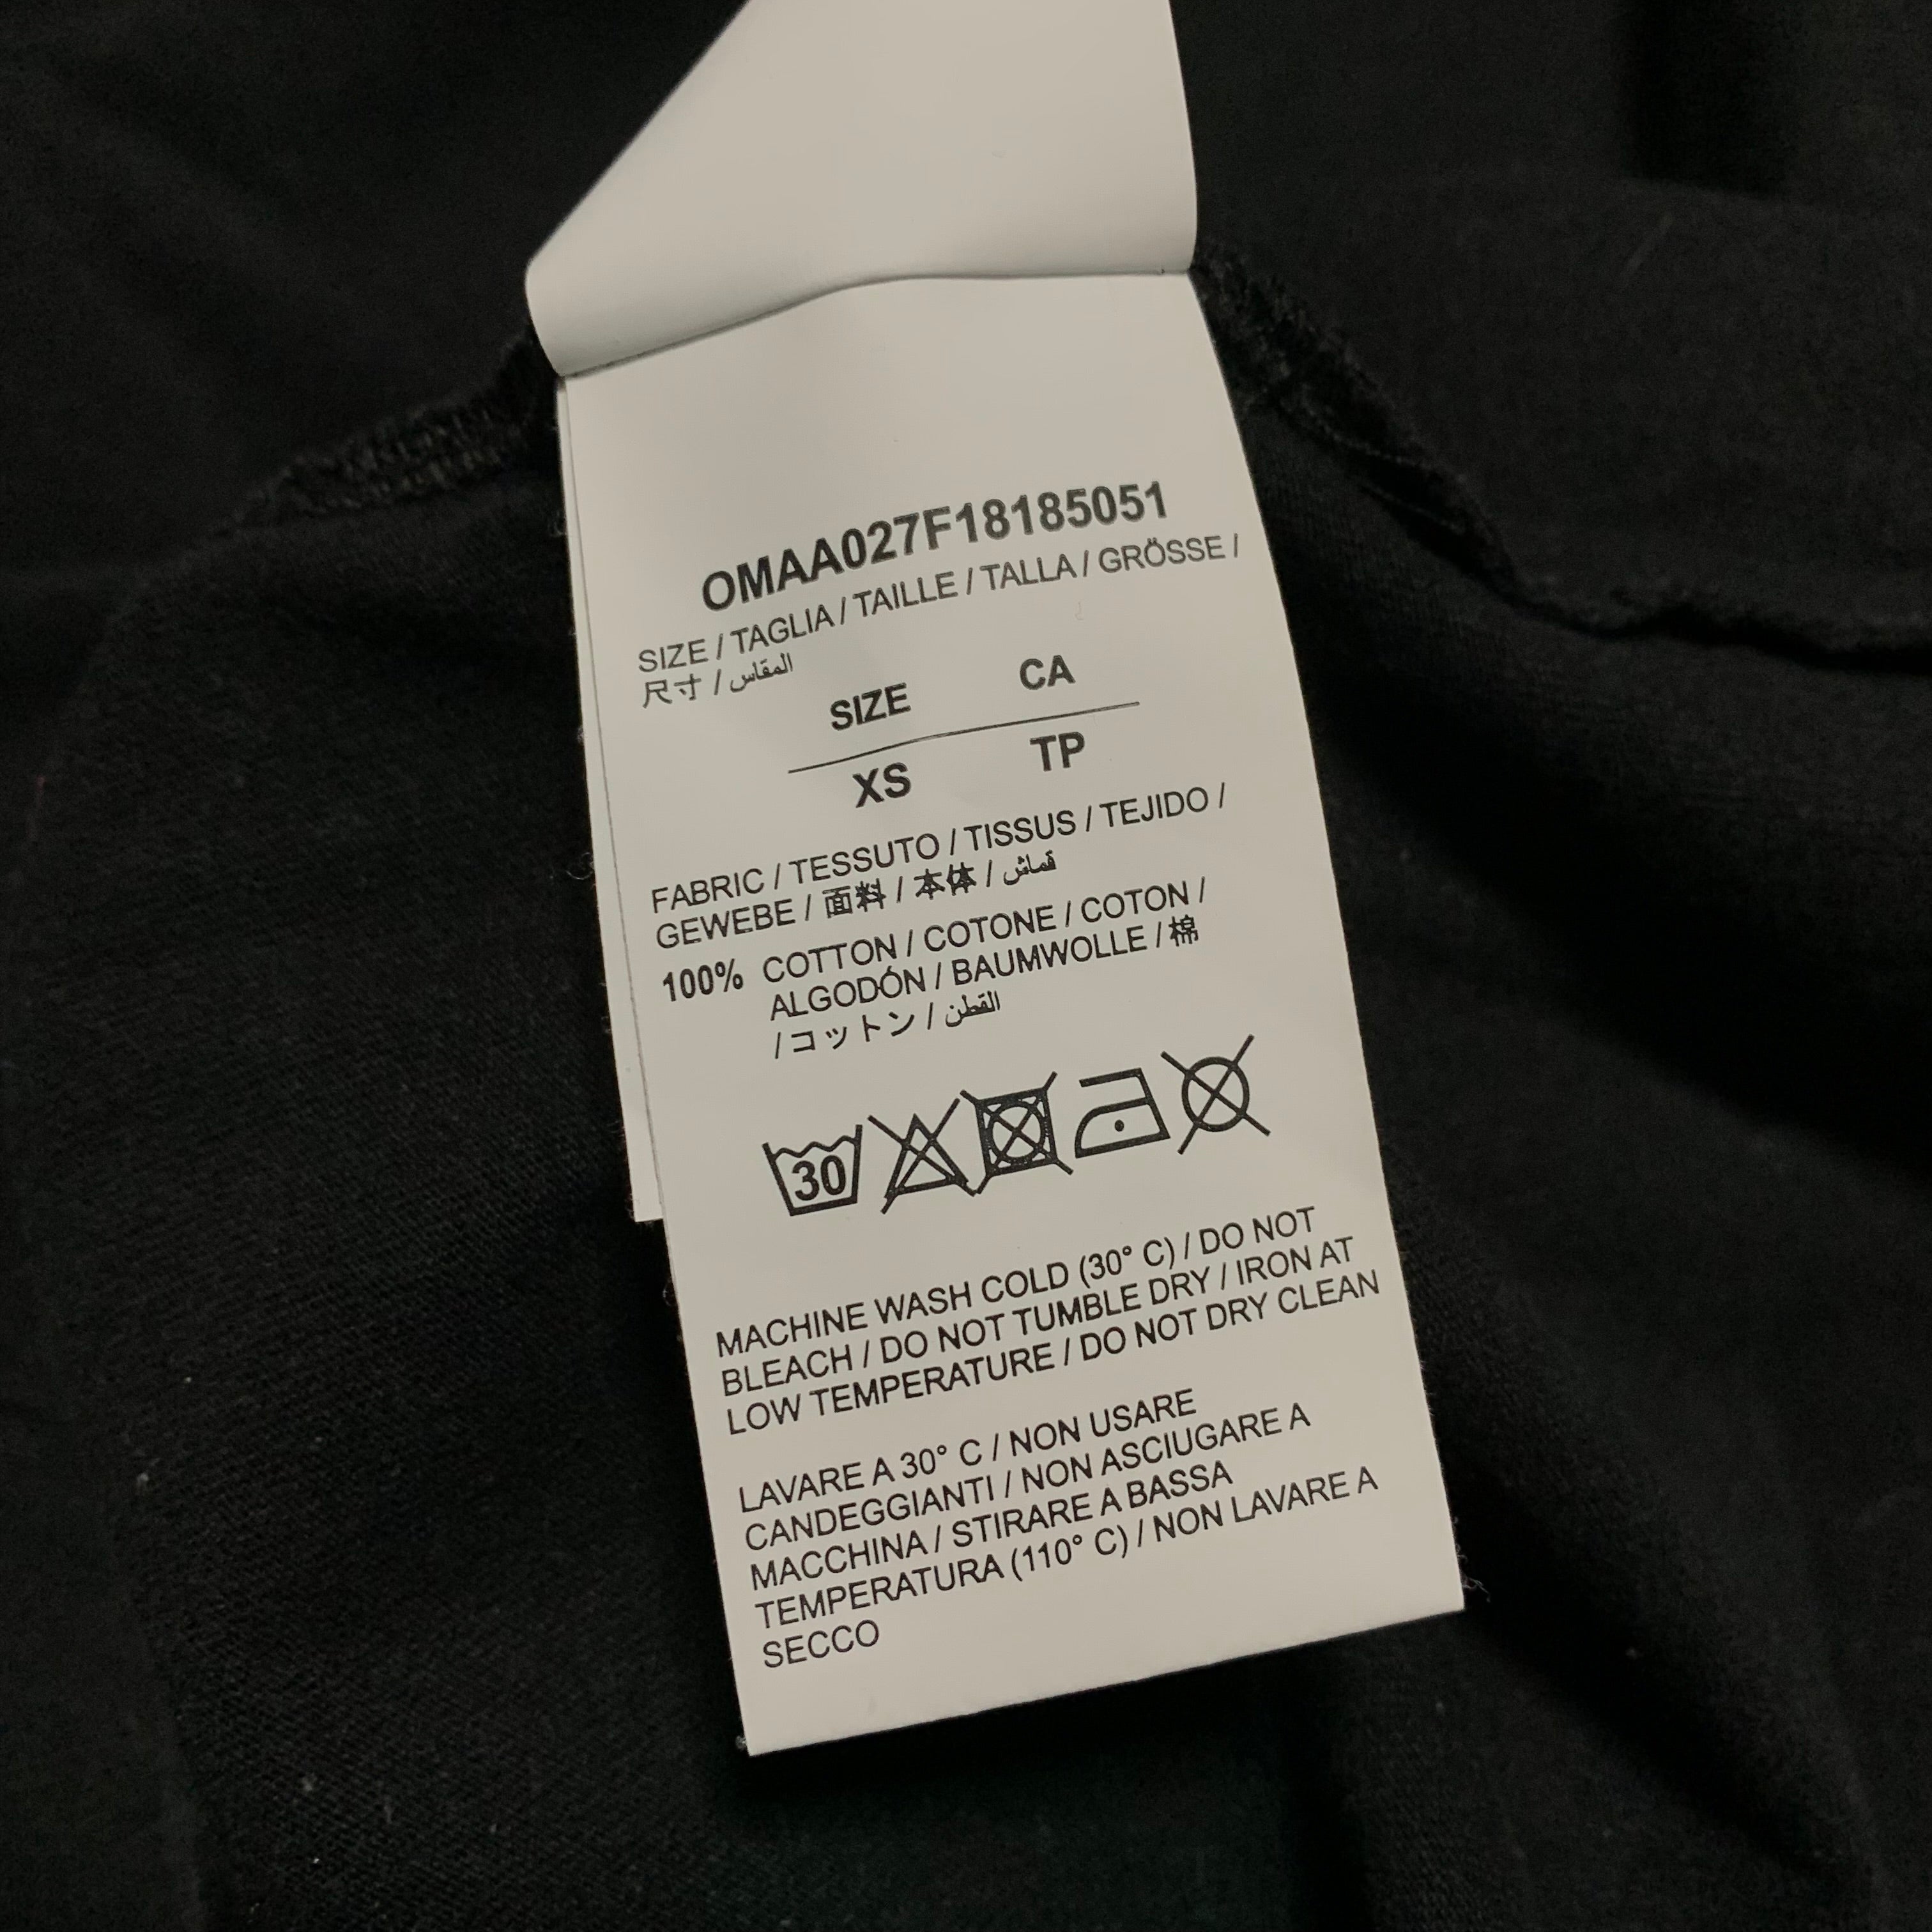 OMAA027F18185051
SIZE / TAGLIA / TAILLE / TALLA / GRÖSSE /
尺寸 / المقاس
SIZE CA
XS TP
FABRIC / TESSUTO / TISSUS / TEJIDO /
GEWEBE / 面料 / 本体 / قماش
100% COTTON / COTONE / COTON /
ALGODÓN / BAUMWOLLE / 棉
/ コットン / القطن
30
MACHINE WASH COLD (30° C) / DO NOT
BLEACH / DO NOT TUMBLE DRY / IRON AT
LOW TEMPERATURE / DO NOT DRY CLEAN
LAVARE A 30° C / NON USARE
CANDEGGIANTI / NON ASCIUGARE A
MACCHINA / STIRARE A BASSA
TEMPERATURA (110° C) / NON LAVARE A
SECCO